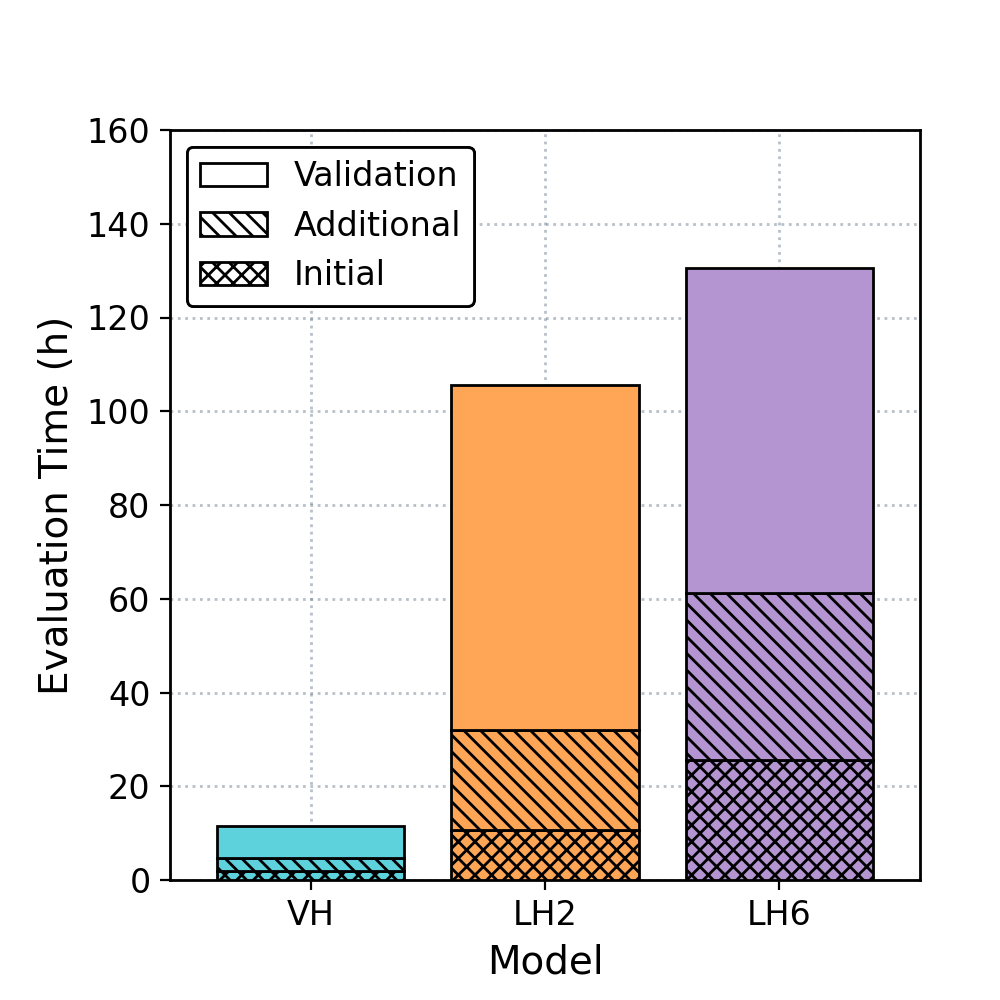 160
140
120
100
80
60
40
20
0
Evaluation Time (h)
Validation
Additional
Initial
VH
LH2
LH6
Model